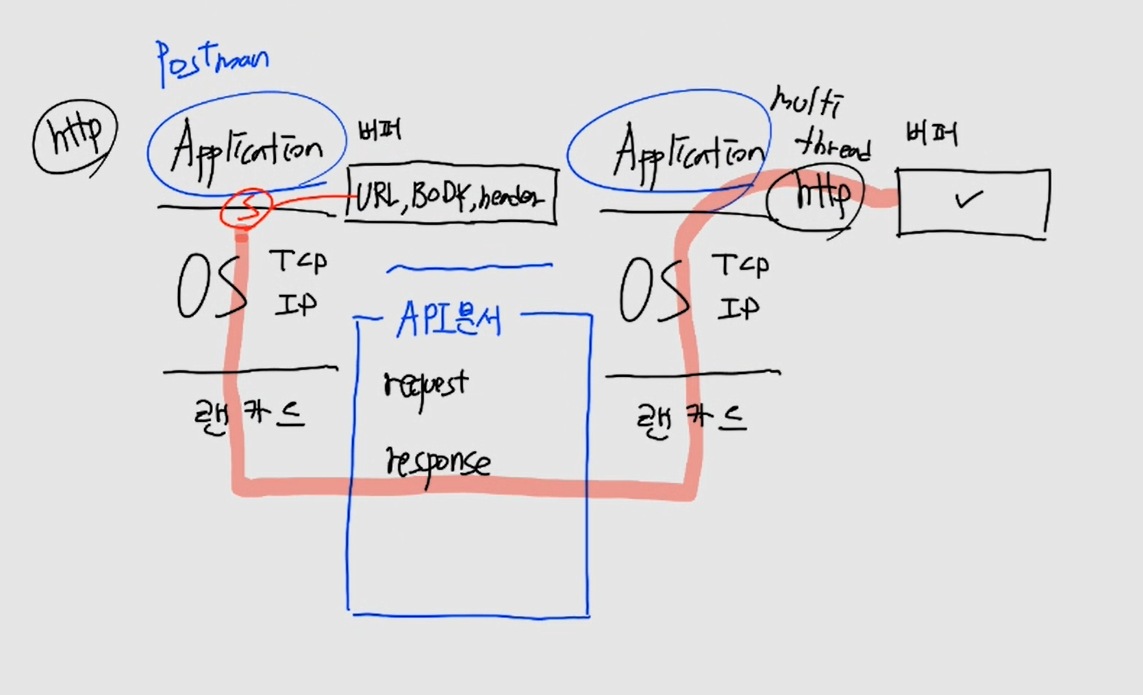 Postman
http
Application
버퍼
URL, BODY, header
S
OS
TCP
IP
랜카드
API문서
request
response
Application
multi
thread
http
버퍼
OS
TCP
IP
랜카드